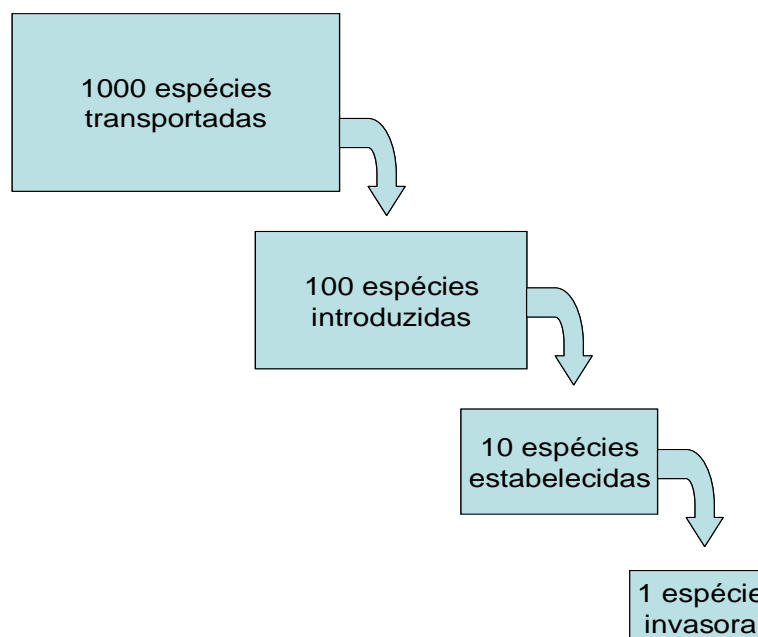 1000 espécies
transportadas
100 espécies
introduzidas
10 espécies
estabelecidas
1 espécie
invasora